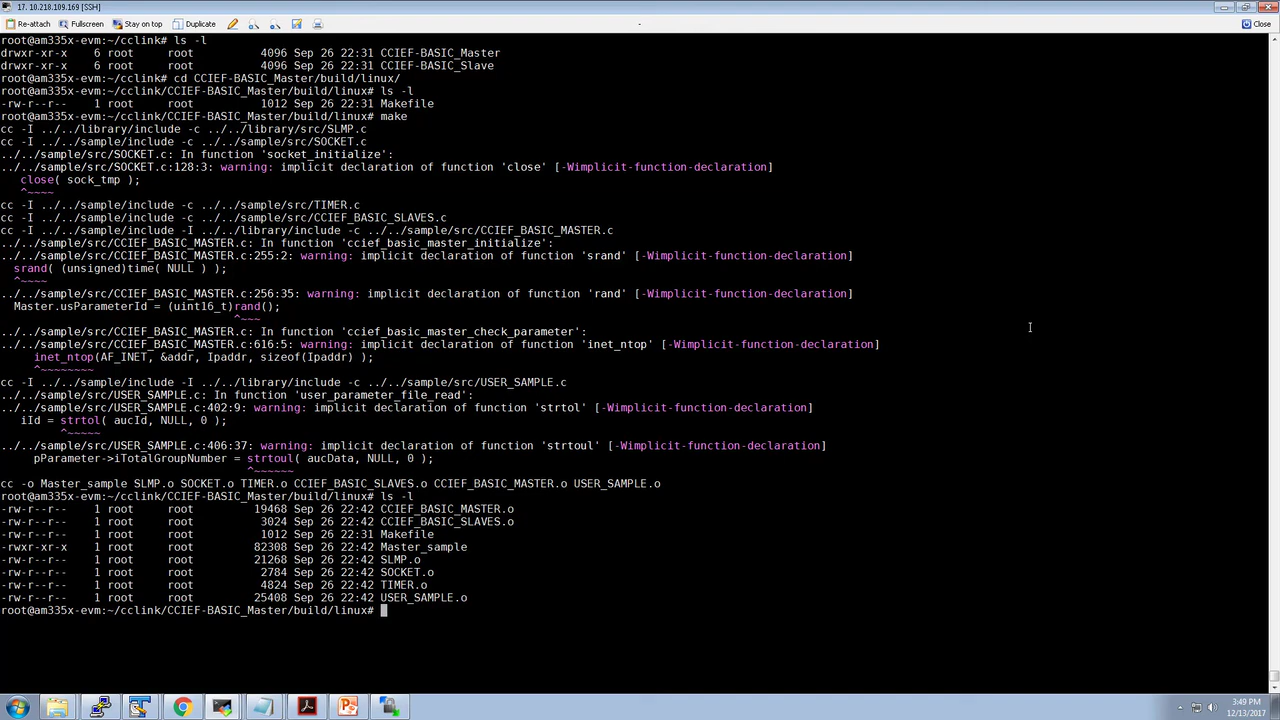 17. 10.218.109.169 [SSH]
Re-attach Fullscreen Stay on top Duplicate - Close
root@am335x-evm:~/cclink# ls -l
drwxr-xr-x 6 root root 4096 Sep 26 22:31 CCIEF-BASIC_Master
drwxr-xr-x 6 root root 4096 Sep 26 22:31 CCIEF-BASIC_Slave
root@am335x-evm:~/cclink# cd CCIEF-BASIC_Master/build/linux/
root@am335x-evm:~/cclink/CCIEF-BASIC_Master/build/linux# ls -l
-rw-r--r-- 1 root root 1012 Sep 26 22:31 Makefile
root@am335x-evm:~/cclink/CCIEF-BASIC_Master/build/linux# make
cc -I ../../library/include -c ../../library/src/SLMP.c
cc -I ../../sample/include -c ../../sample/src/SOCKET.c
../../sample/src/SOCKET.c: In function 'socket_initialize':
../../sample/src/SOCKET.c:128:3: warning: implicit declaration of function 'close' [-Wimplicit-function-declaration]
close( sock_tmp );
^~~~~
cc -I ../../sample/include -c ../../sample/src/TIMER.c
cc -I ../../sample/include -c ../../sample/src/CCIEF_BASIC_SLAVES.c
cc -I ../../sample/include -I ../../library/include -c ../../sample/src/CCIEF_BASIC_MASTER.c
../../sample/src/CCIEF_BASIC_MASTER.c: In function 'ccief_basic_master_initialize':
../../sample/src/CCIEF_BASIC_MASTER.c:255:2: warning: implicit declaration of function 'srand' [-Wimplicit-function-declaration]
srand( (unsigned)time( NULL ) );
^~~~~
../../sample/src/CCIEF_BASIC_MASTER.c:256:35: warning: implicit declaration of function 'rand' [-Wimplicit-function-declaration]
Master.usParameterId = (uint16_t)rand();
^~~~
../../sample/src/CCIEF_BASIC_MASTER.c: In function 'ccief_basic_master_check_parameter':
../../sample/src/CCIEF_BASIC_MASTER.c:616:5: warning: implicit declaration of function 'inet_ntop' [-Wimplicit-function-declaration]
inet_ntop(AF_INET, &addr, Ipaddr, sizeof(Ipaddr) );
^~~~~~~~~
cc -I ../../sample/include -I ../../library/include -c ../../sample/src/USER_SAMPLE.c
../../sample/src/USER_SAMPLE.c: In function 'user_parameter_file_read':
../../sample/src/USER_SAMPLE.c:402:9: warning: implicit declaration of function 'strtol' [-Wimplicit-function-declaration]
iId = strtol( aucId, NULL, 0 );
^~~~~~
../../sample/src/USER_SAMPLE.c:406:37: warning: implicit declaration of function 'strtoul' [-Wimplicit-function-declaration]
pParameter->iTotalGroupNumber = strtoul( aucData, NULL, 0 );
^~~~~~~
cc -o Master_sample SLMP.o SOCKET.o TIMER.o CCIEF_BASIC_SLAVES.o CCIEF_BASIC_MASTER.o USER_SAMPLE.o
root@am335x-evm:~/cclink/CCIEF-BASIC_Master/build/linux# ls -l
-rw-r--r-- 1 root root 19468 Sep 26 22:42 CCIEF_BASIC_MASTER.o
-rw-r--r-- 1 root root 3024 Sep 26 22:42 CCIEF_BASIC_SLAVES.o
-rw-r--r-- 1 root root 1012 Sep 26 22:31 Makefile
-rwxr-xr-x 1 root root 82308 Sep 26 22:42 Master_sample
-rw-r--r-- 1 root root 21268 Sep 26 22:42 SLMP.o
-rw-r--r-- 1 root root 2784 Sep 26 22:42 SOCKET.o
-rw-r--r-- 1 root root 4824 Sep 26 22:42 TIMER.o
-rw-r--r-- 1 root root 25408 Sep 26 22:42 USER_SAMPLE.o
root@am335x-evm:~/cclink/CCIEF-BASIC_Master/build/linux#
3:49 PM
12/13/2017